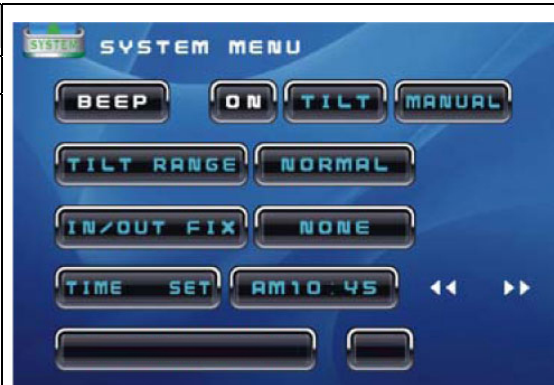 SYSTEM SYSTEM MENU
BEEP ON TILT MANUAL
TILT RANGE NORMAL
IN/OUT FIX NONE
TIME SET AM10:45